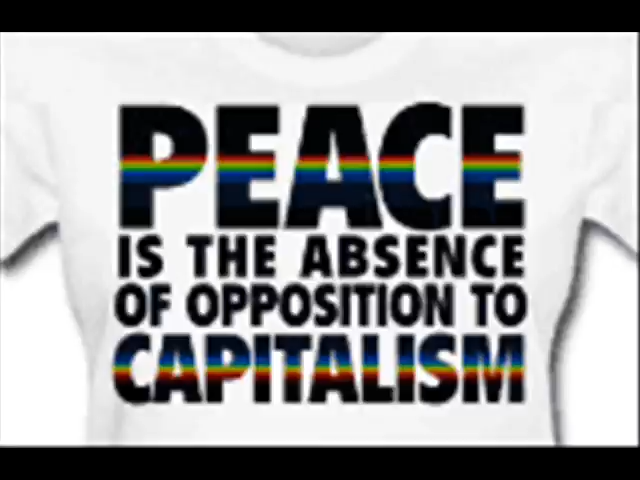 PEACE
IS THE ABSENCE
OF OPPOSITION TO
CAPITALISM